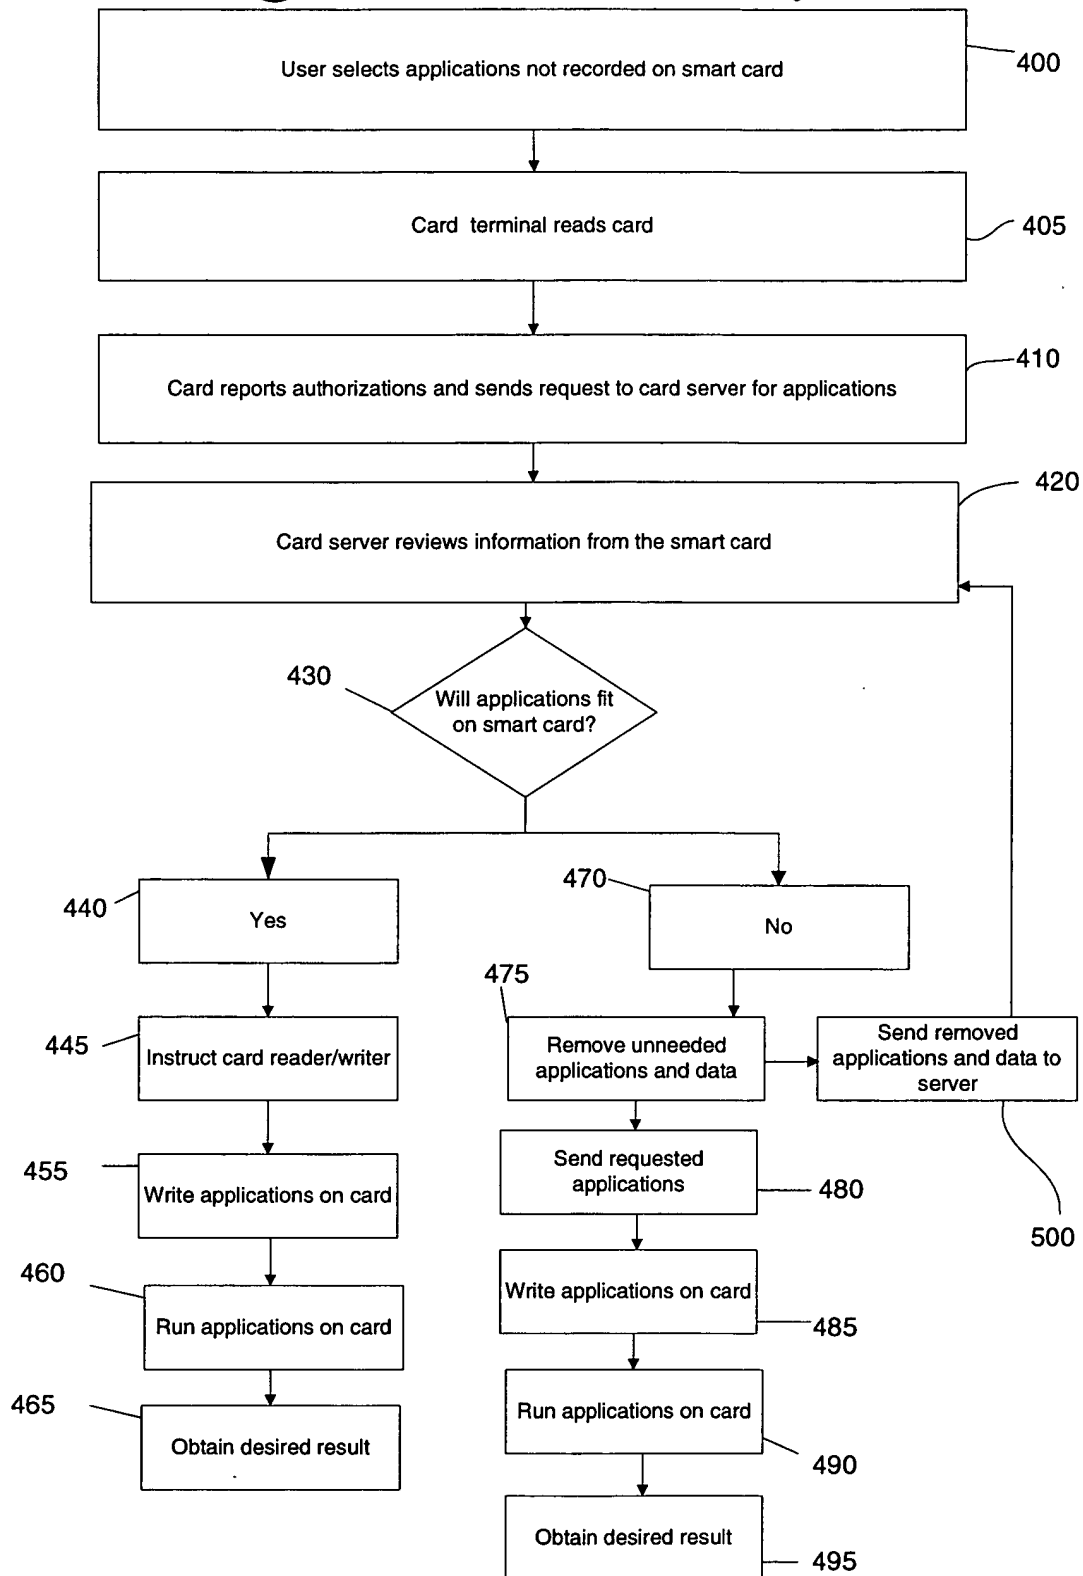 User selects applications not recorded on smart card
400
Card terminal reads card
405
Card reports authorizations and sends request to card server for applications
410
Card server reviews information from the smart card
420
430
Will applications fit
on smart card?
440
Yes
470
No
445
Instruct card reader/writer
475
Remove unneeded
applications and data
Send removed
applications and data to
server
500
455
Write applications on card
Send requested
applications
480
460
Run applications on card
Write applications on card
485
465
Obtain desired result
Run applications on card
490
Obtain desired result
495